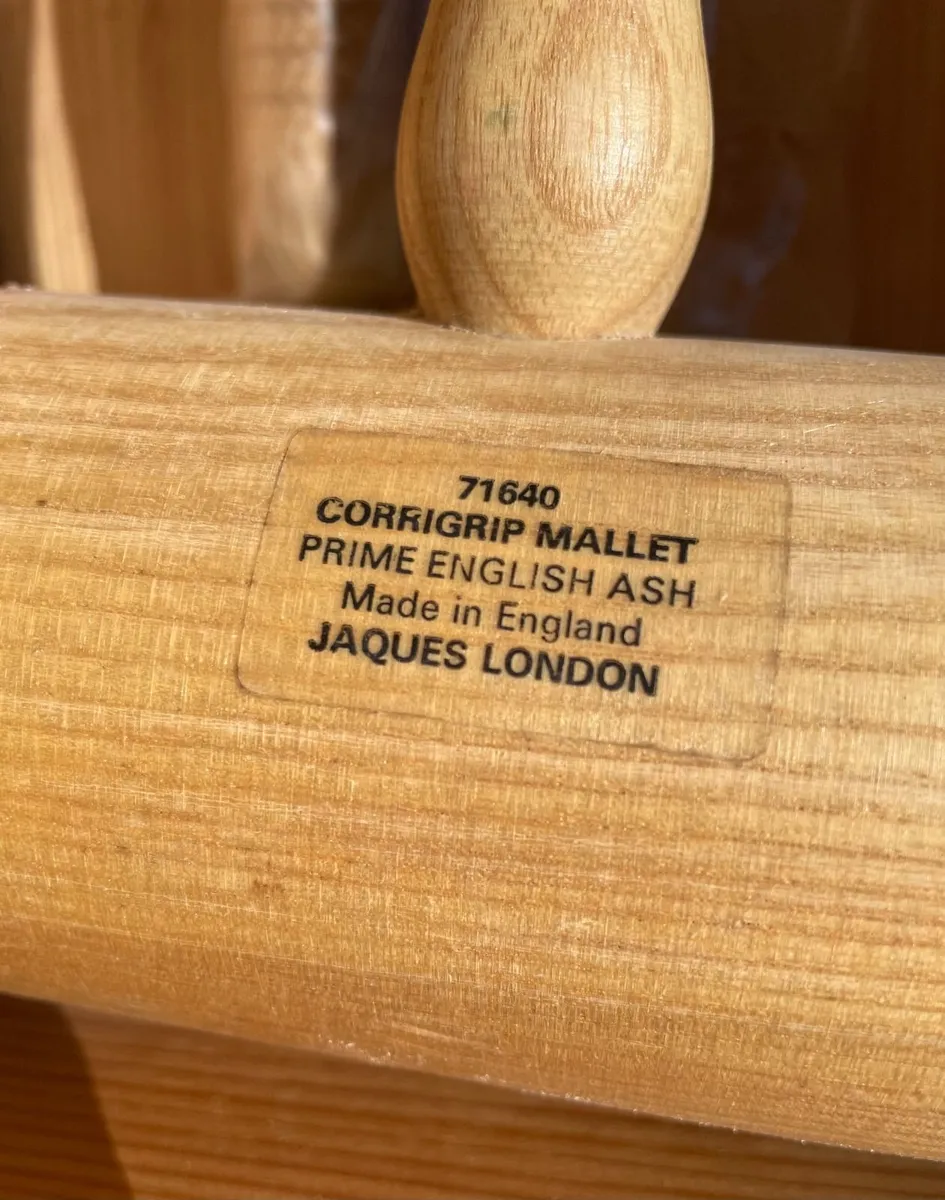 71640
CORRIGRIP MALLET
PRIME ENGLISH ASH
Made in England
JAQUES LONDON